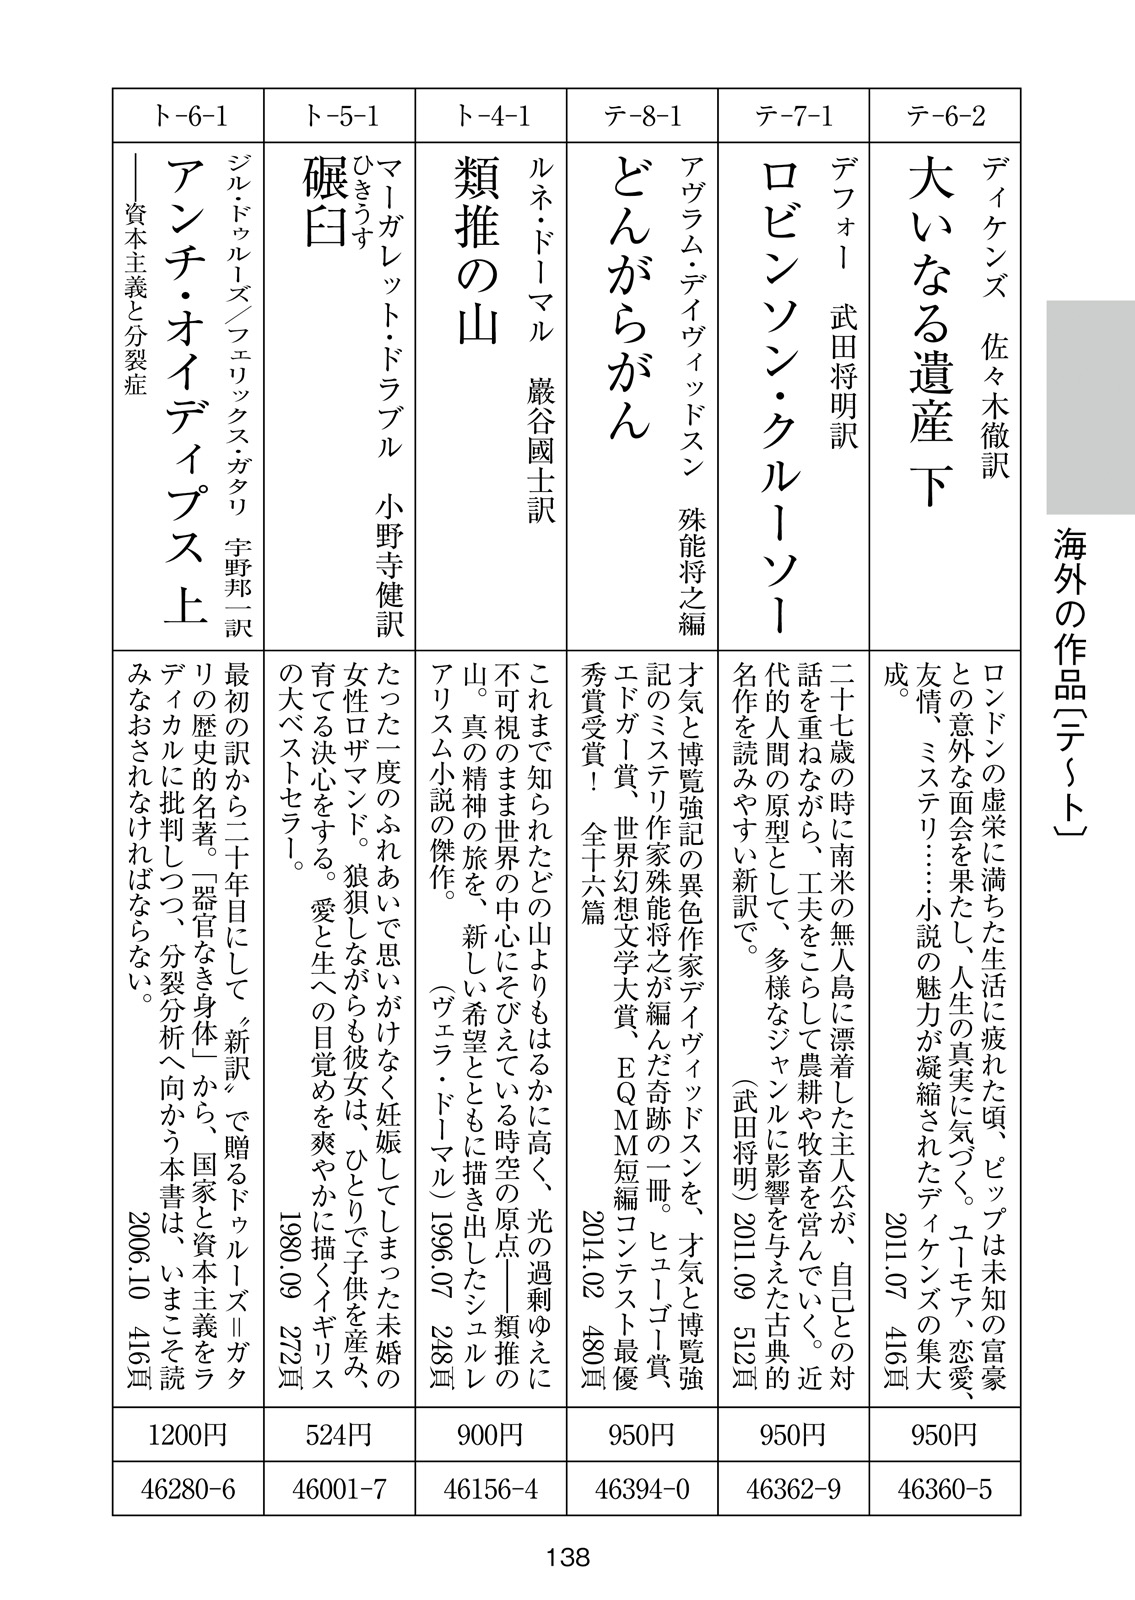 海外の作品〔テ〜ト〕
テ-6-2
ディケンズ　佐々木徹訳
大いなる遺産 下
ロンドンの虚栄に満ちた生活に疲れた頃、ピップは未知の富豪
との意外な面会を果たし、人生の真実に気づく。ユーモア、恋愛、
友情、ミステリ……小説の魅力が凝縮されたディケンズの集大
成。
2011.07　416頁
950円
46360-5
テ-7-1
デフォー　武田将明訳
ロビンソン・クルーソー
二十七歳の時に南米の無人島に漂着した主人公が、自己との対
話を重ねながら、工夫をこらして農耕や牧畜を営んでいく。近
代的人間の原型として、多様なジャンルに影響を与えた古典的
名作を読みやすい新訳で。　（武田将明）2011.09　512頁
950円
46362-9
テ-8-1
アヴラム・デイヴィッドスン　殊能将之編
どんがらがん
才気と博覧強記の異色作家デイヴィッドスンを、才気と博覧強
記のミステリ作家殊能将之が編んだ奇跡の一冊。ヒューゴー賞、
エドガー賞、世界幻想文学大賞、EQMM短編コンテスト最優
秀賞受賞！　全十六篇　2014.02　480頁
950円
46394-0
ト-4-1
ルネ・ドーマル　巖谷國士訳
類推の山
これまで知られたどの山よりもはるかに高く、光の過剰ゆえに
不可視のまま世界の中心にそびえている時空の原点――類推の
山。真の精神の旅を、新しい希望とともに描き出したシュルレ
アリスム小説の傑作。　（ヴェラ・ドーマル）1996.07　248頁
900円
46156-4
ト-5-1
マーガレット・ドラブル　小野寺健訳
ひきうす
碾臼
たった一度のふれあいで思いがけなく妊娠してしまった未婚の
女性ロザマンド。狼狽しながらも彼女は、ひとりで子供を産み、
育てる決心をする。愛と生への目覚めを爽やかに描くイギリス
の大ベストセラー。　1980.09　272頁
524円
46001-7
ト-6-1
ジル・ドゥルーズ／フェリックス・ガタリ　宇野邦一訳
アンチ・オイディプス 上
――資本主義と分裂症
最初の訳から二十年目にして〝新訳〟で贈るドゥルーズ＝ガタ
リの歴史的名著。「器官なき身体」から、国家と資本主義をラ
ディカルに批判しつつ、分裂分析へ向かう本書は、いまこそ読
みなおされなければならない。　2006.10　416頁
1200円
46280-6
138